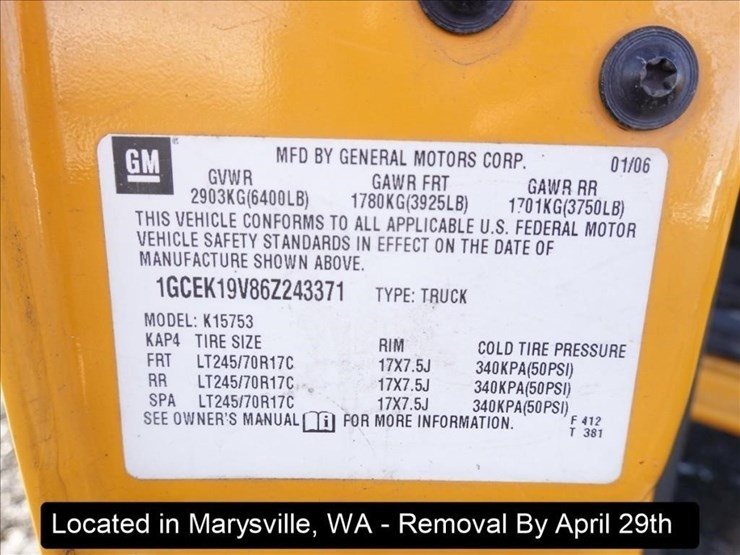 GM
MFD BY GENERAL MOTORS CORP. 01/06
GVWR GAWR FRT GAWR RR
2903KG(6400LB) 1780KG(3925LB) 1701KG(3750LB)
THIS VEHICLE CONFORMS TO ALL APPLICABLE U.S. FEDERAL MOTOR
VEHICLE SAFETY STANDARDS IN EFFECT ON THE DATE OF
MANUFACTURE SHOWN ABOVE.
1GCEK19V86Z243371 TYPE: TRUCK
MODEL: K15753
KAP4 TIRE SIZE RIM COLD TIRE PRESSURE
FRT LT245/70R17C 17X7.5J 340KPA(50PSI)
RR LT245/70R17C 17X7.5J 340KPA(50PSI)
SPA LT245/70R17C 17X7.5J 340KPA(50PSI)
SEE OWNER'S MANUAL i FOR MORE INFORMATION. F 412
T 381
Located in Marysville, WA - Removal By April 29th